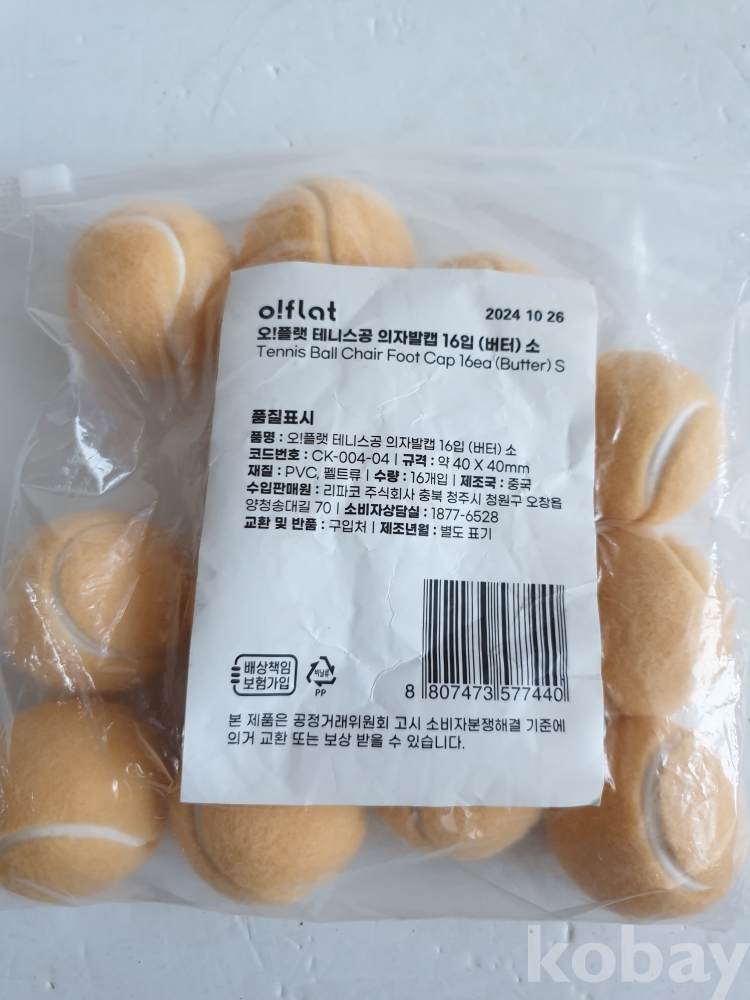 o!flat
2024 10 26
오!플랫 테니스공 의자발캡 16입 (버터) 소
Tennis Ball Chair Foot Cap 16ea (Butter) S
품질표시
품명 : 오!플랫 테니스공 의자발캡 16입 (버터) 소
코드번호 : CK-004-04 | 규격 : 약 40 X 40mm
재질 : PVC, 펠트류 | 수량 : 16개입 | 제조국 : 중국
수입판매원 : 리파코 주식회사 충북 청주시 청원구 오창읍
양청송대길 70 | 소비자상담실 : 1877-6528
교환 및 반품 : 구입처 | 제조년월 : 별도 표기
배상책임
보험가입
비닐류
PP
8 807473 577440
본 제품은 공정거래위원회 고시 소비자분쟁해결 기준에
의거 교환 또는 보상 받을 수 있습니다.
kobay